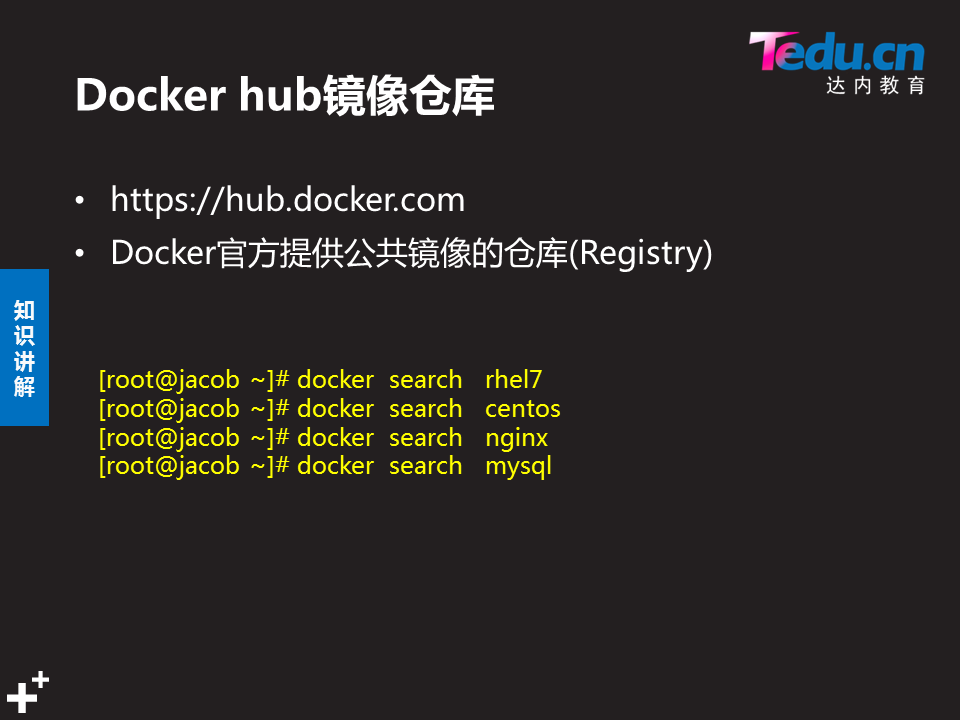 Tedu.cn
达内教育
Docker hub镜像仓库
• https://hub.docker.com
• Docker官方提供公共镜像的仓库(Registry)
知识讲解
[root@jacob ~]# docker search rhel7
[root@jacob ~]# docker search centos
[root@jacob ~]# docker search nginx
[root@jacob ~]# docker search mysql